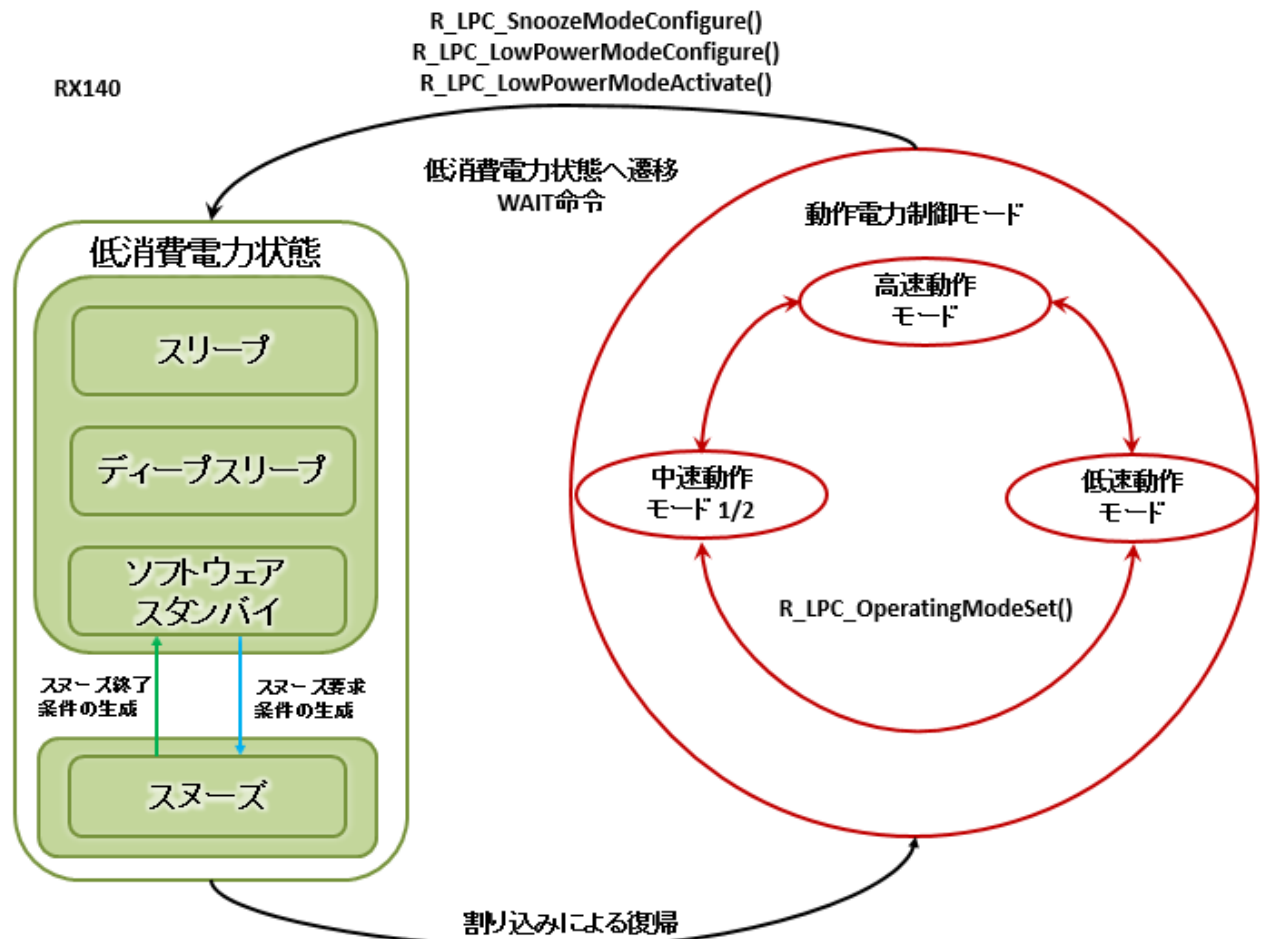 R_LPC_SnoozeModeConfigure()
R_LPC_LowPowerModeConfigure()
R_LPC_LowPowerModeActivate()
RX140
低消費電力状態へ遷移
WAIT命令
動作電力制御モード
低消費電力状態
高速動作
モード
スリープ
ディープスリープ
中速動作
モード 1/2
低速動作
モード
ソフトウェア
スタンバイ
R_LPC_OperatingModeSet()
スヌーズ終了
条件の生成
スヌーズ要求
条件の生成
スヌーズ
割り込みによる復帰